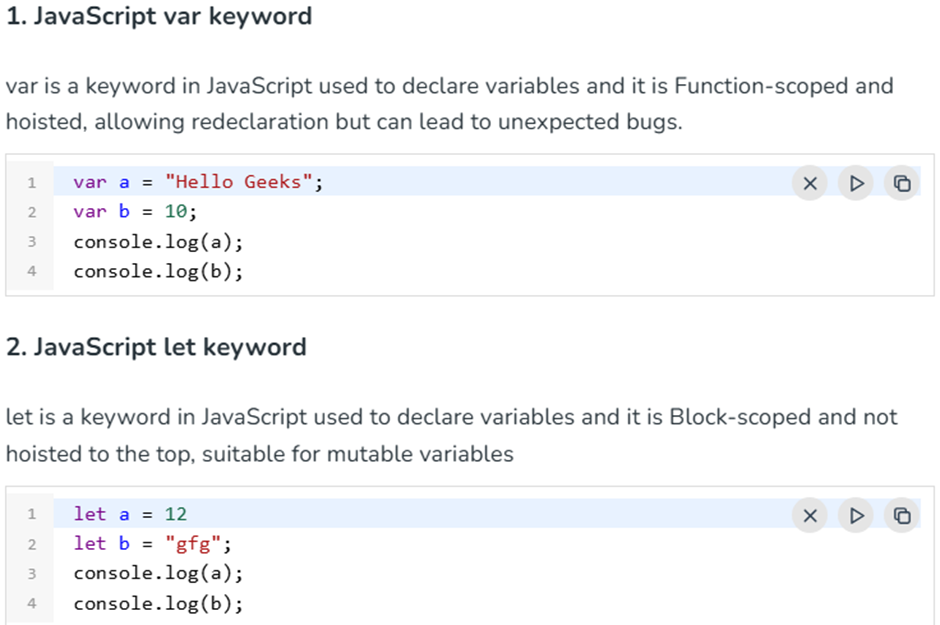 1. JavaScript var keyword
var is a keyword in JavaScript used to declare variables and it is Function-scoped and
hoisted, allowing redeclaration but can lead to unexpected bugs.
1 var a = "Hello Geeks";
2 var b = 10;
3 console.log(a);
4 console.log(b);
2. JavaScript let keyword
let is a keyword in JavaScript used to declare variables and it is Block-scoped and not
hoisted to the top, suitable for mutable variables
1 let a = 12
2 let b = "gfg";
3 console.log(a);
4 console.log(b);